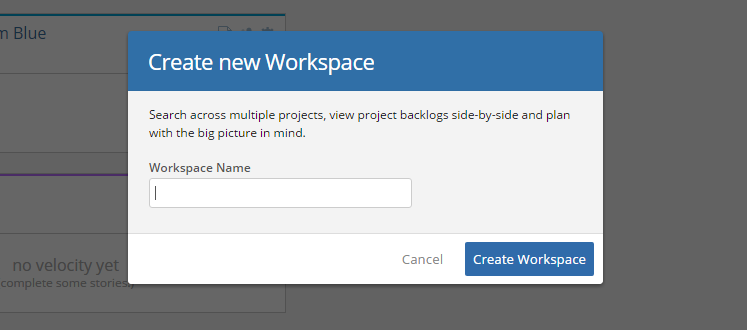 m Blue
Create new Workspace
Search across multiple projects, view project backlogs side-by-side and plan
with the big picture in mind.
Workspace Name
no velocity yet
complete some stories
Cancel
Create Workspace